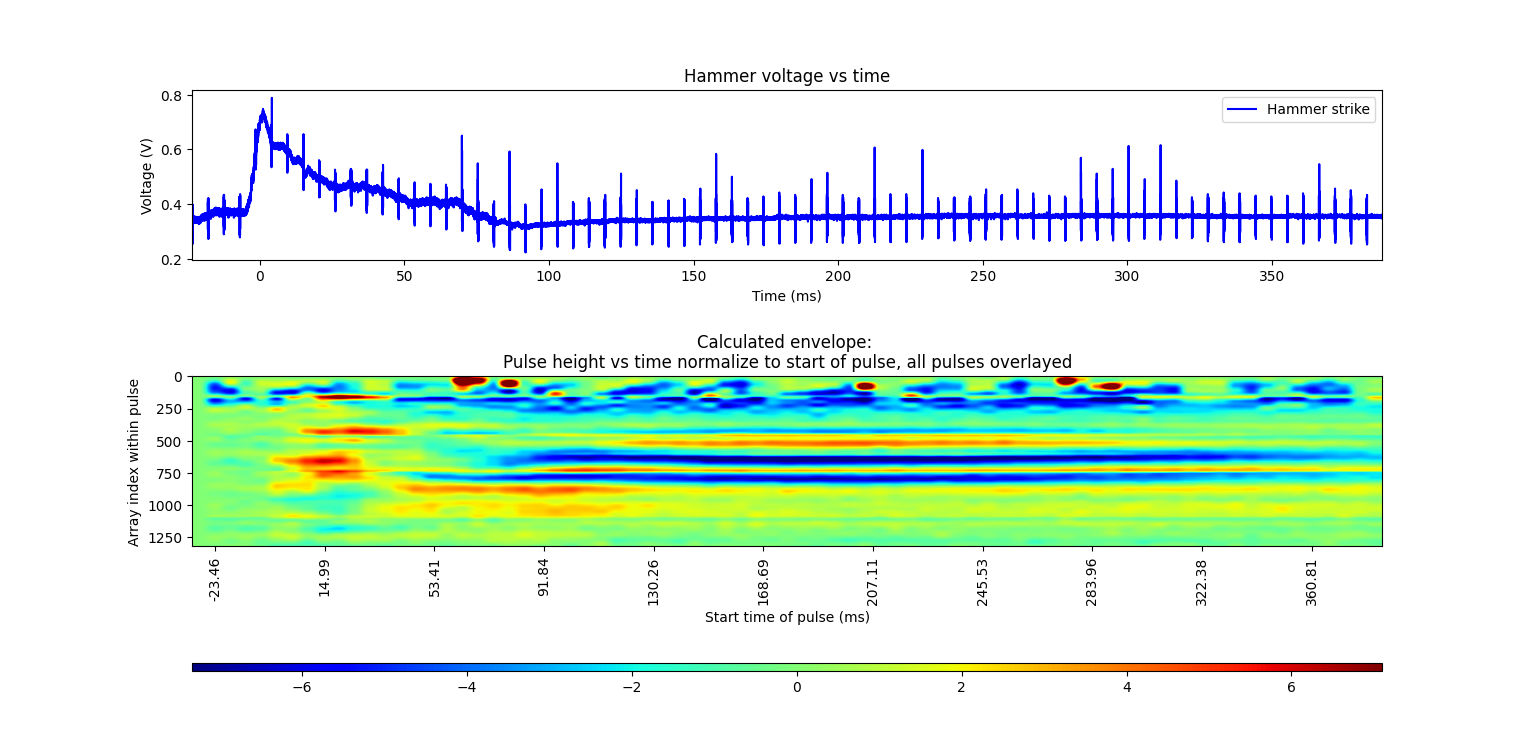 Hammer voltage vs time
0.8
0.6
0.4
0.2
Voltage (V)
Hammer strike
0 50 100 150 200 250 300 350
Time (ms)
Calculated envelope:
Pulse height vs time normalize to start of pulse, all pulses overlayed
0
250
500
750
1000
1250
Array index within pulse
-23.46 14.99 53.41 91.84 130.26 168.69 207.11 245.53 283.96 322.38 360.81
Start time of pulse (ms)
−6 −4 −2 0 2 4 6